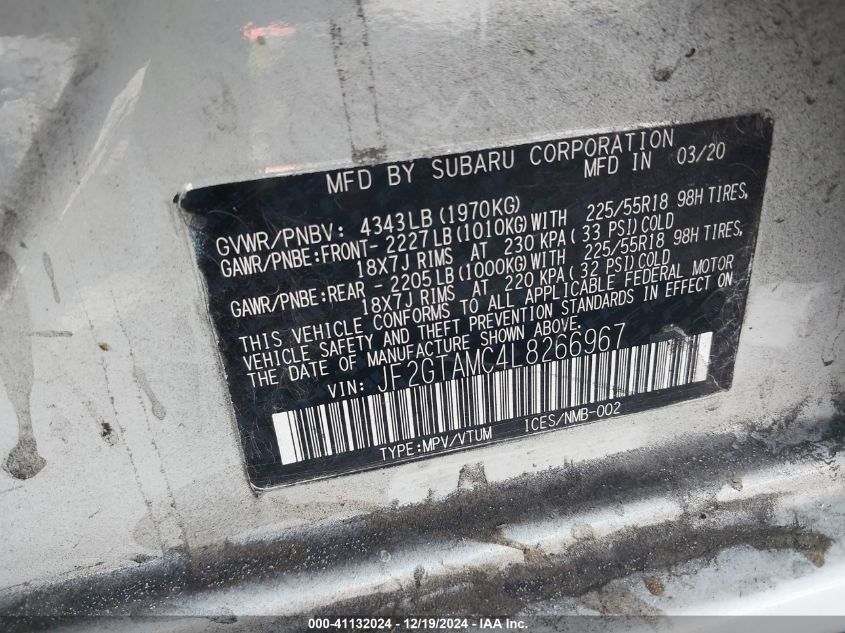 MFD BY SUBARU CORPORATION
MFD IN 03/20
GVWR/PNBV: 4343LB(1970KG)
GAWR/PNBE:FRONT- 2227LB(1010KG)WITH 225/55R18 98H TIRES,
18X7J RIMS AT 230 KPA( 33 PSI)COLD
GAWR/PNBE:REAR - 2205LB(1000KG)WITH 225/55R18 98H TIRES,
18X7J RIMS AT 220 KPA( 32 PSI)COLD
THIS VEHICLE CONFORMS TO ALL APPLICABLE FEDERAL MOTOR
VEHICLE SAFETY AND THEFT PREVENTION STANDARDS IN EFFECT ON
THE DATE OF MANUFACTURE SHOWN ABOVE.
VIN: JF2GTAMC4L8266967
TYPE:MPV/VTUM ICES/NMB-002
000-41132024 - 12/19/2024 - IAA Inc.